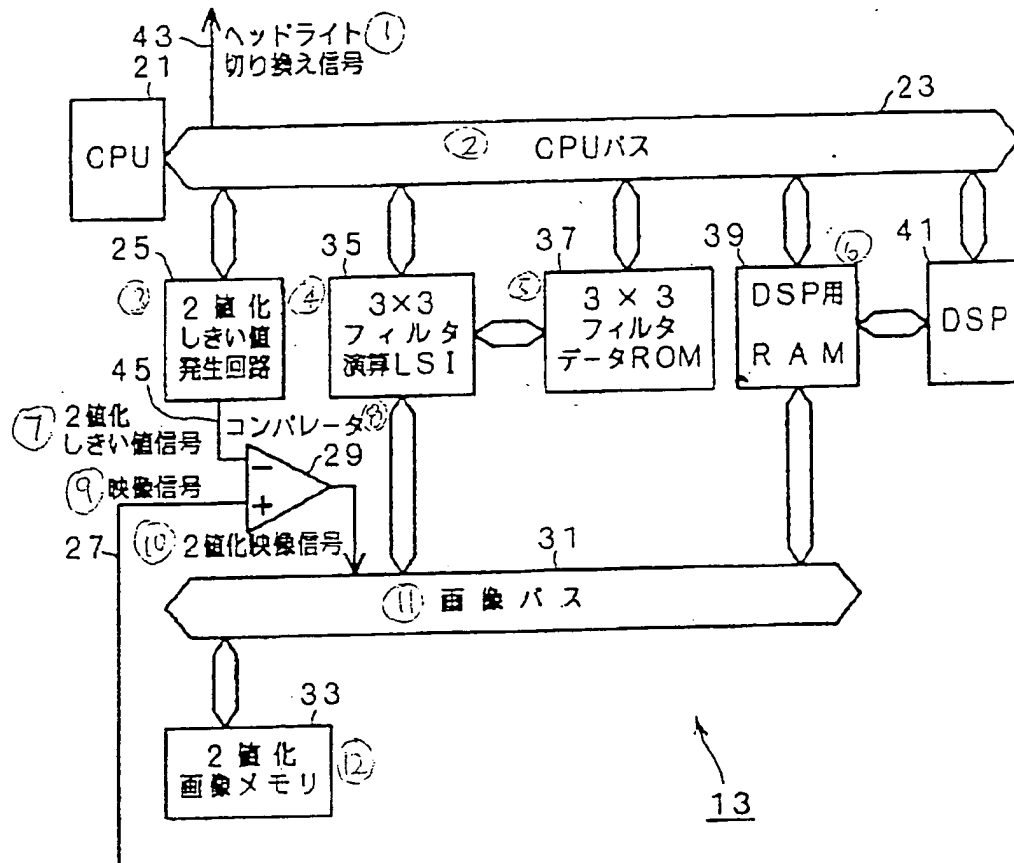 43 ヘッドライト ①
切り換え信号
21
CPU
23
② CPUバス
25
③ 2値化
しきい値
発生回路
35
④ 3×3
フィルタ
演算LSI
37
⑤ 3×3
フィルタ
データROM
39 ⑥
DSP用
RAM
41
DSP
45
⑦ 2値化
しきい値信号
コンパレータ ⑧
29
−
+
⑨ 映像信号
27
⑩ 2値化映像信号
31
⑪ 画像バス
33
2値化
画像メモリ ⑫
13